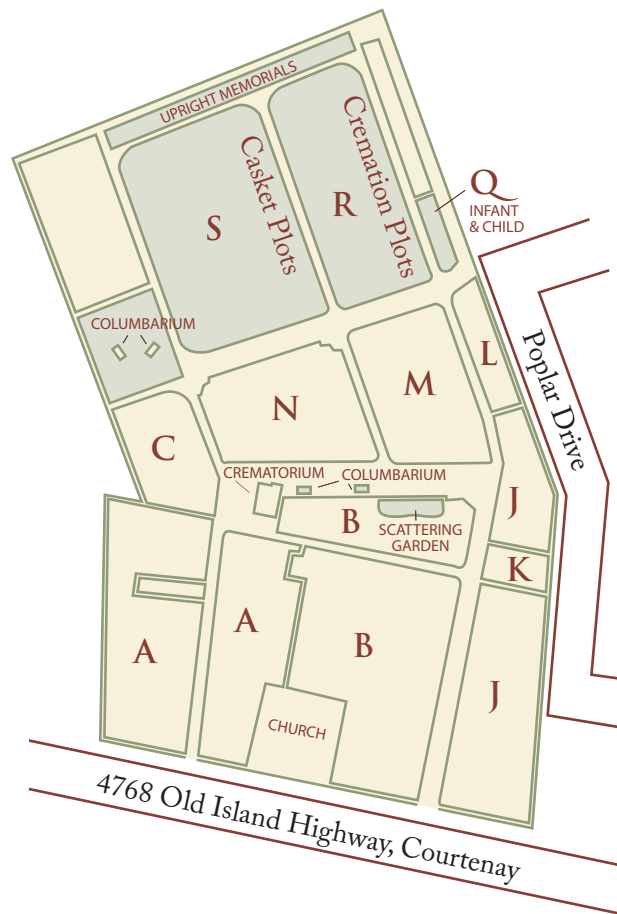 UPRIGHT MEMORIALS
S
Casket Plots
R
Cremation Plots
Q
INFANT
& CHILD
COLUMBARIUM
L
Poplar Drive
M
N
C
CREMATORIUM
COLUMBARIUM
B
SCATTERING
GARDEN
J
K
A
A
B
J
CHURCH
4768 Old Island Highway, Courtenay